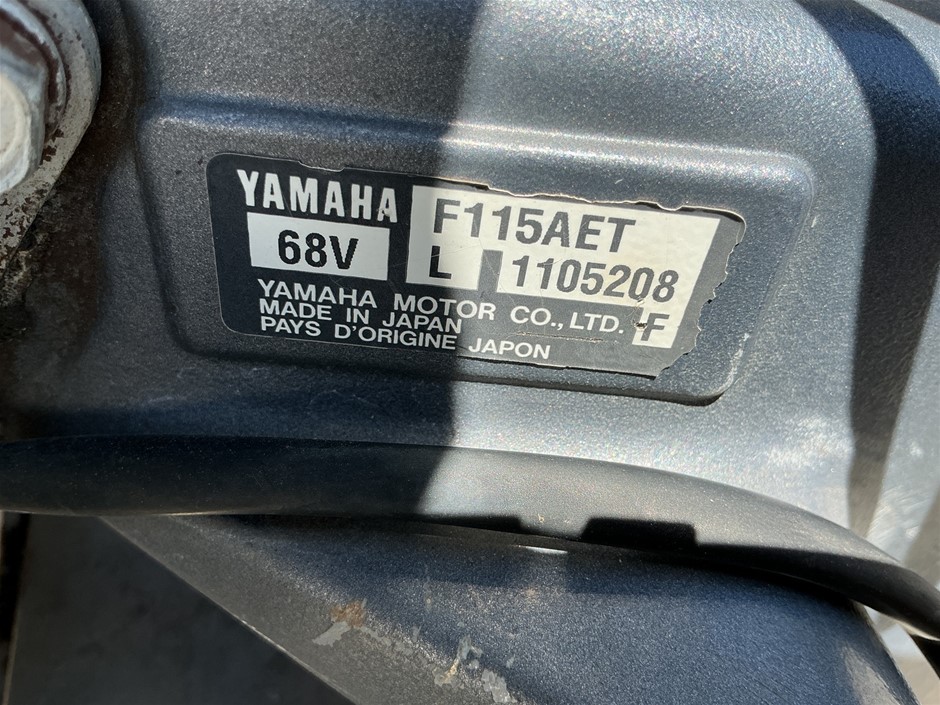 YAMAHA F115AET
68V L 1105208
YAMAHA MOTOR CO., LTD. F
MADE IN JAPAN
PAYS D'ORIGINE JAPON